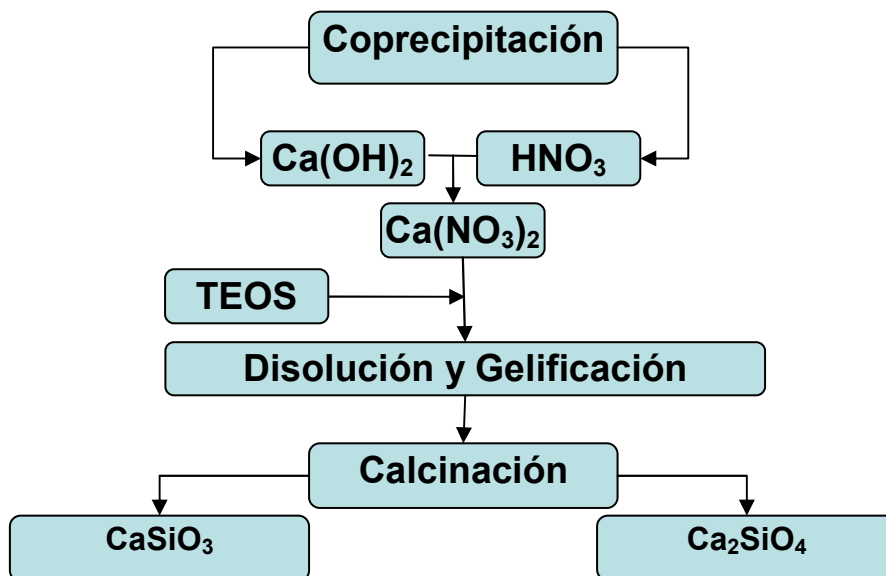 Coprecipitación
Ca(OH)₂
HNO₃
Ca(NO₃)₂
TEOS
Disolución y Gelificación
Calcinación
CaSiO₃
Ca₂SiO₄